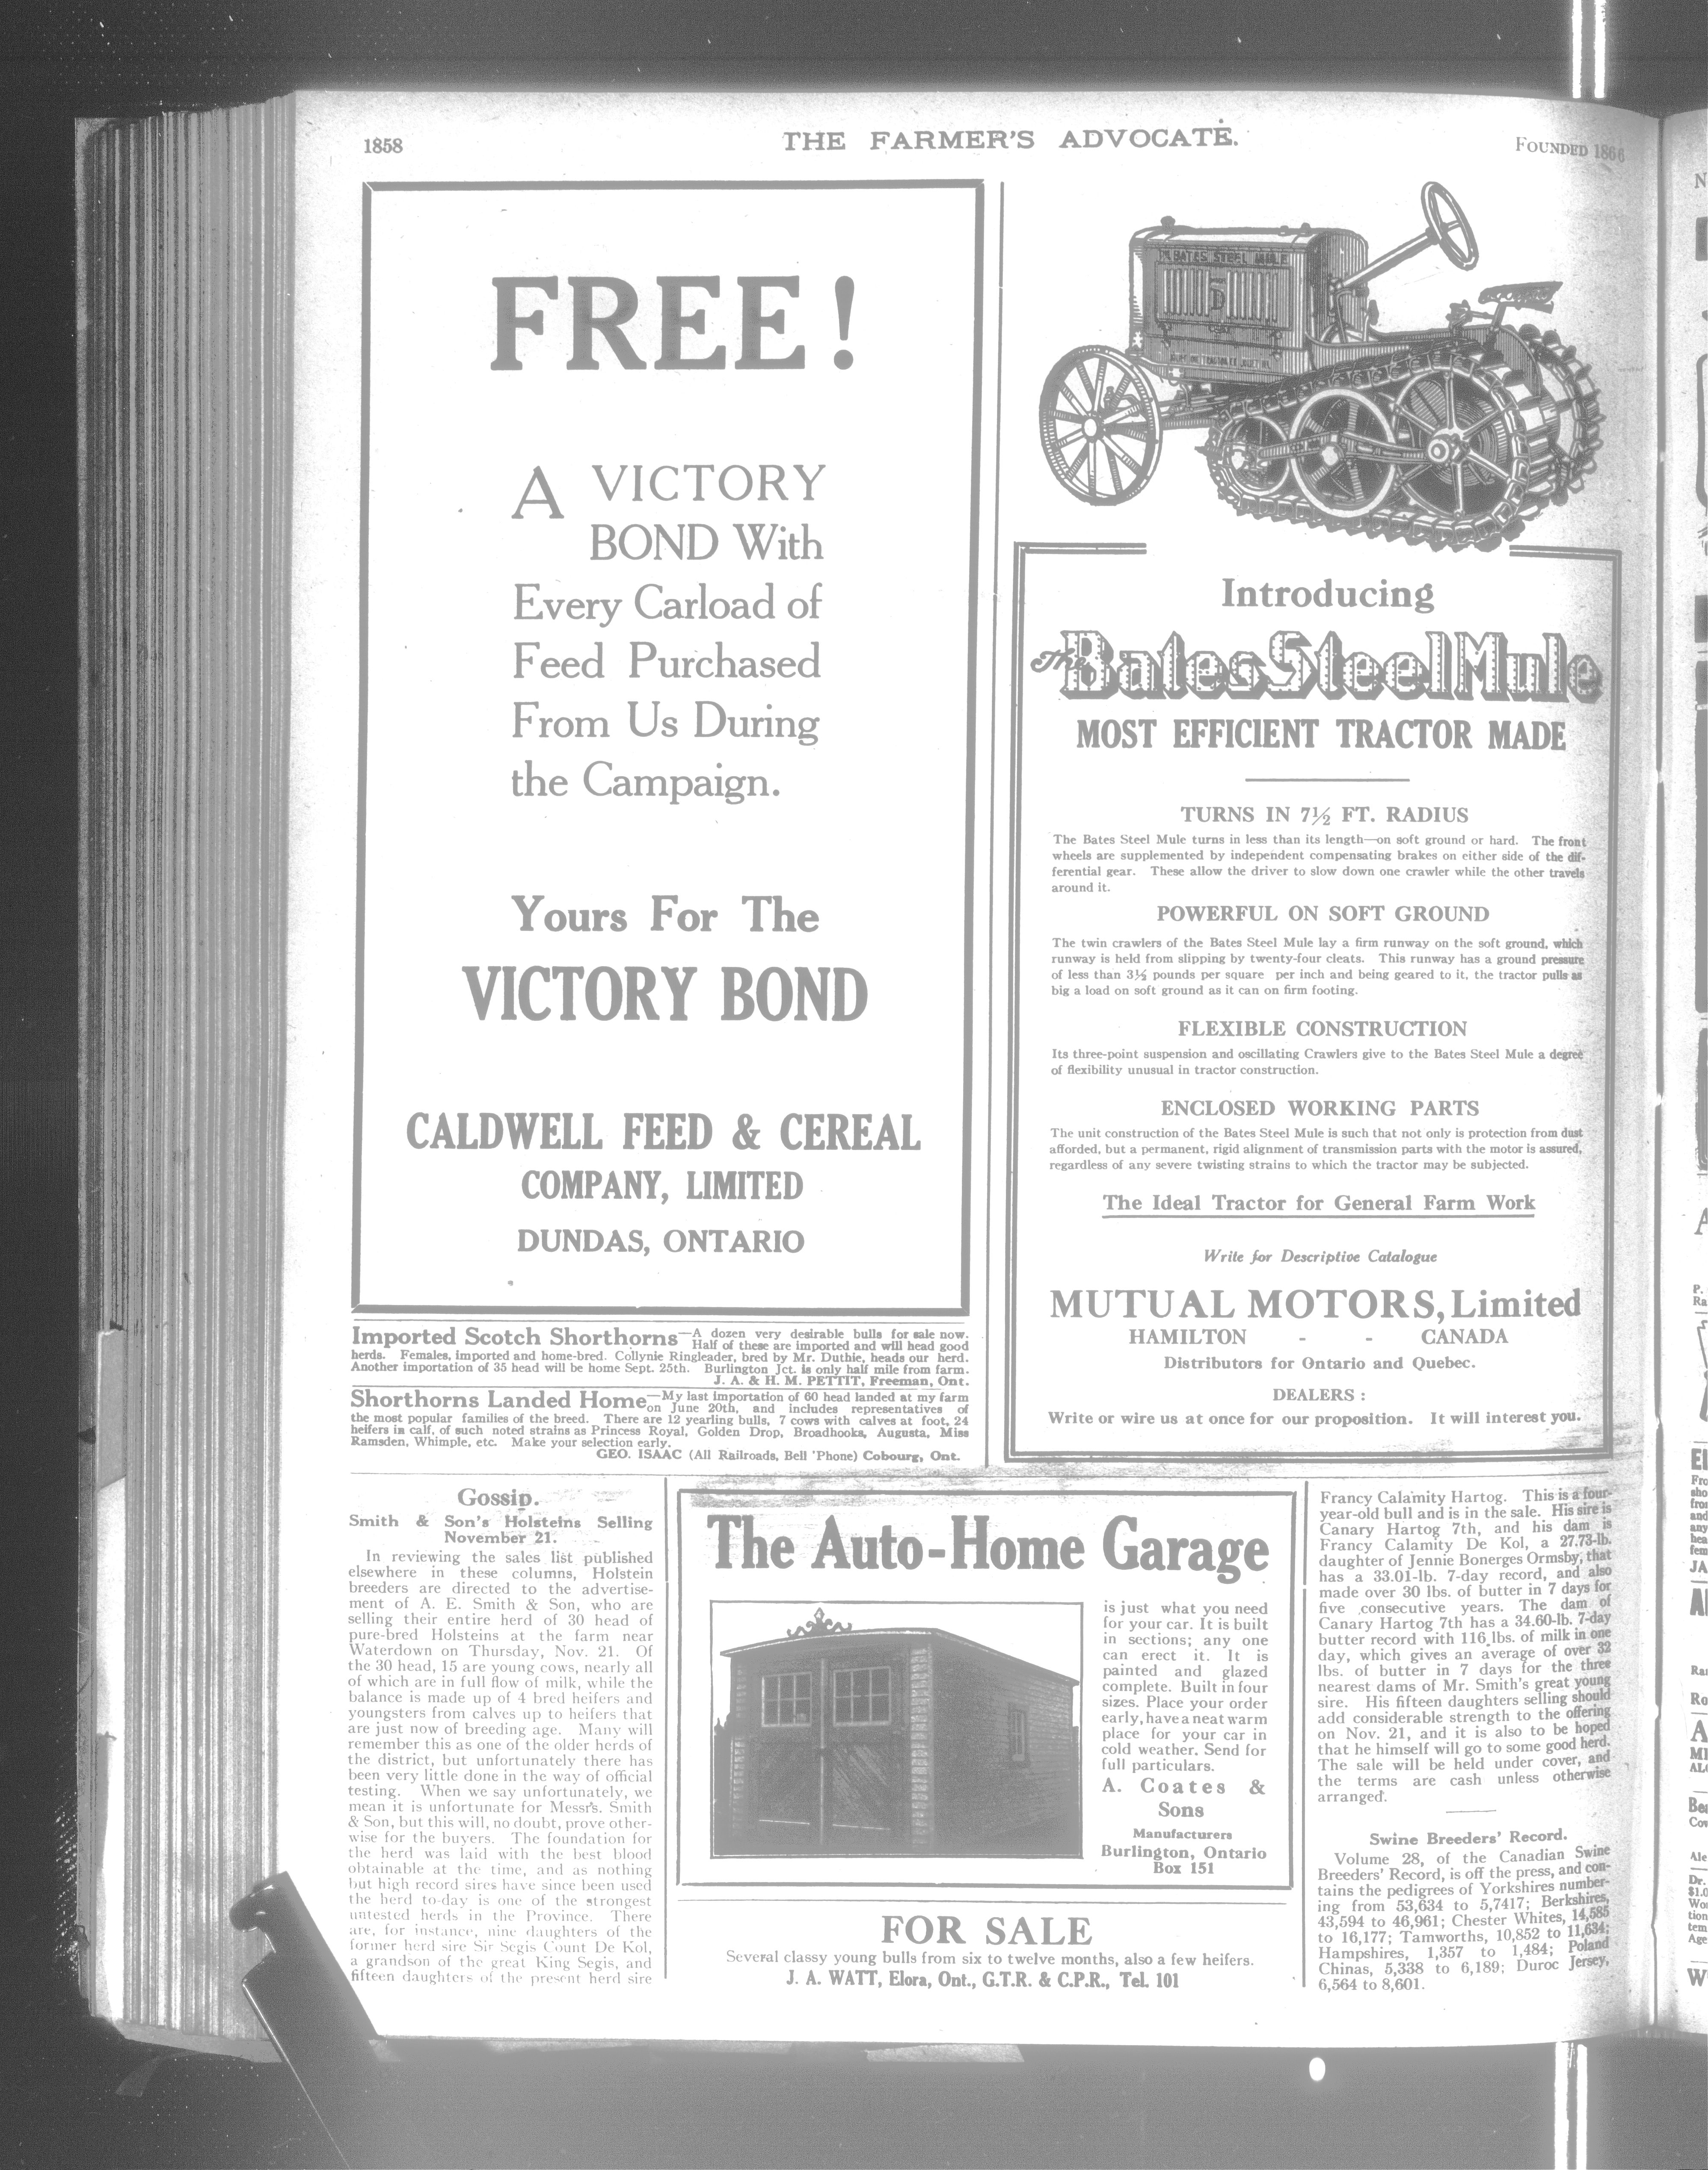 1858
THE FARMER'S ADVOCATE.
FOUNDED 1866
FREE!
A VICTORY
BOND With
Every Carload of
Feed Purchased
From Us During
the Campaign.
Yours For The
VICTORY BOND
CALDWELL FEED & CEREAL
COMPANY, LIMITED
DUNDAS, ONTARIO
Imported Scotch Shorthorns—A dozen very desirable bulls for sale now.
Half of these are imported and will head good
herds. Females, imported and home-bred. Collynie Ringleader, bred by Mr. Duthie, heads our herd.
Another importation of 35 head will be home Sept. 25th. Burlington Jct. is only half mile from farm.
J. A. & H. M. PETTIT, Freeman, Ont.
Shorthorns Landed Home—My last importation of 60 head landed at my farm
on June 20th, and includes representatives of
the most popular families of the breed. There are 12 yearling bulls, 7 cows with calves at foot, 24
heifers in calf, of such noted strains as Princess Royal, Golden Drop, Broadhooks, Augusta, Miss
Ramsden, Whimple, etc. Make your selection early.
GEO. ISAAC (All Railroads, Bell 'Phone) Cobourg, Ont.
THE BATES STEEL MULE
Introducing
The Bates Steel Mule
MOST EFFICIENT TRACTOR MADE
TURNS IN 7½ FT. RADIUS
The Bates Steel Mule turns in less than its length—on soft ground or hard. The front
wheels are supplemented by independent compensating brakes on either side of the dif-
ferential gear. These allow the driver to slow down one crawler while the other travels
around it.
POWERFUL ON SOFT GROUND
The twin crawlers of the Bates Steel Mule lay a firm runway on the soft ground, which
runway is held from slipping by twenty-four cleats. This runway has a ground pressure
of less than 3½ pounds per square per inch and being geared to it, the tractor pulls as
big a load on soft ground as it can on firm footing.
FLEXIBLE CONSTRUCTION
Its three-point suspension and oscillating Crawlers give to the Bates Steel Mule a degree
of flexibility unusual in tractor construction.
ENCLOSED WORKING PARTS
The unit construction of the Bates Steel Mule is such that not only is protection from dust
afforded, but a permanent, rigid alignment of transmission parts with the motor is assured,
regardless of any severe twisting strains to which the tractor may be subjected.
The Ideal Tractor for General Farm Work
Write for Descriptive Catalogue
MUTUAL MOTORS, Limited
HAMILTON - - CANADA
Distributors for Ontario and Quebec.
DEALERS :
Write or wire us at once for our proposition. It will interest you.
Gossip.
Smith & Son's Holsteins Selling
November 21.
In reviewing the sales list published
elsewhere in these columns, Holstein
breeders are directed to the advertise-
ment of A. E. Smith & Son, who are
selling their entire herd of 30 head of
pure-bred Holsteins at the farm near
Waterdown on Thursday, Nov. 21. Of
the 30 head, 15 are young cows, nearly all
of which are in full flow of milk, while the
balance is made up of 4 bred heifers and
youngsters from calves up to heifers that
are just now of breeding age. Many will
remember this as one of the older herds of
the district, but unfortunately there has
been very little done in the way of official
testing. When we say unfortunately, we
mean it is unfortunate for Messrs. Smith
& Son, but this will, no doubt, prove other-
wise for the buyers. The foundation for
the herd was laid with the best blood
obtainable at the time, and as nothing
but high record sires have since been used
the herd to-day is one of the strongest
untested herds in the Province. There
are, for instance, nine daughters of the
former herd sire Sir Segis Count De Kol,
a grandson of the great King Segis, and
fifteen daughters of the present herd sire
The Auto-Home Garage
is just what you need
for your car. It is built
in sections; any one
can erect it. It is
painted and glazed
complete. Built in four
sizes. Place your order
early, have a neat warm
place for your car in
cold weather. Send for
full particulars.
A. Coates &
Sons
Manufacturers
Burlington, Ontario
Box 151
FOR SALE
Several classy young bulls from six to twelve months, also a few heifers.
J. A. WATT, Elora, Ont., G.T.R. & C.P.R., Tel. 101
Francy Calamity Hartog. This is a four-
year-old bull and is in the sale. His sire is
Canary Hartog 7th, and his dam is
Francy Calamity De Kol, a 27.73-lb.
daughter of Jennie Bonerges Ormsby, that
has a 33.01-lb. 7-day record, and also
made over 30 lbs. of butter in 7 days for
five consecutive years. The dam of
Canary Hartog 7th has a 34.60-lb. 7-day
butter record with 116 lbs. of milk in one
day, which gives an average of over 32
lbs. of butter in 7 days for the three
nearest dams of Mr. Smith's great young
sire. His fifteen daughters selling should
add considerable strength to the offering
on Nov. 21, and it is also to be hoped
that he himself will go to some good herd.
The sale will be held under cover, and
the terms are cash unless otherwise
arranged.
Swine Breeders' Record.
Volume 28, of the Canadian Swine
Breeders' Record, is off the press, and con-
tains the pedigrees of Yorkshires number-
ing from 53,634 to 5,7417; Berkshires,
43,594 to 46,961; Chester Whites, 14,585
to 16,177; Tamworths, 10,852 to 11,634;
Hampshires, 1,357 to 1,484; Poland
Chinas, 5,338 to 6,189; Duroc Jersey,
6,564 to 8,601.